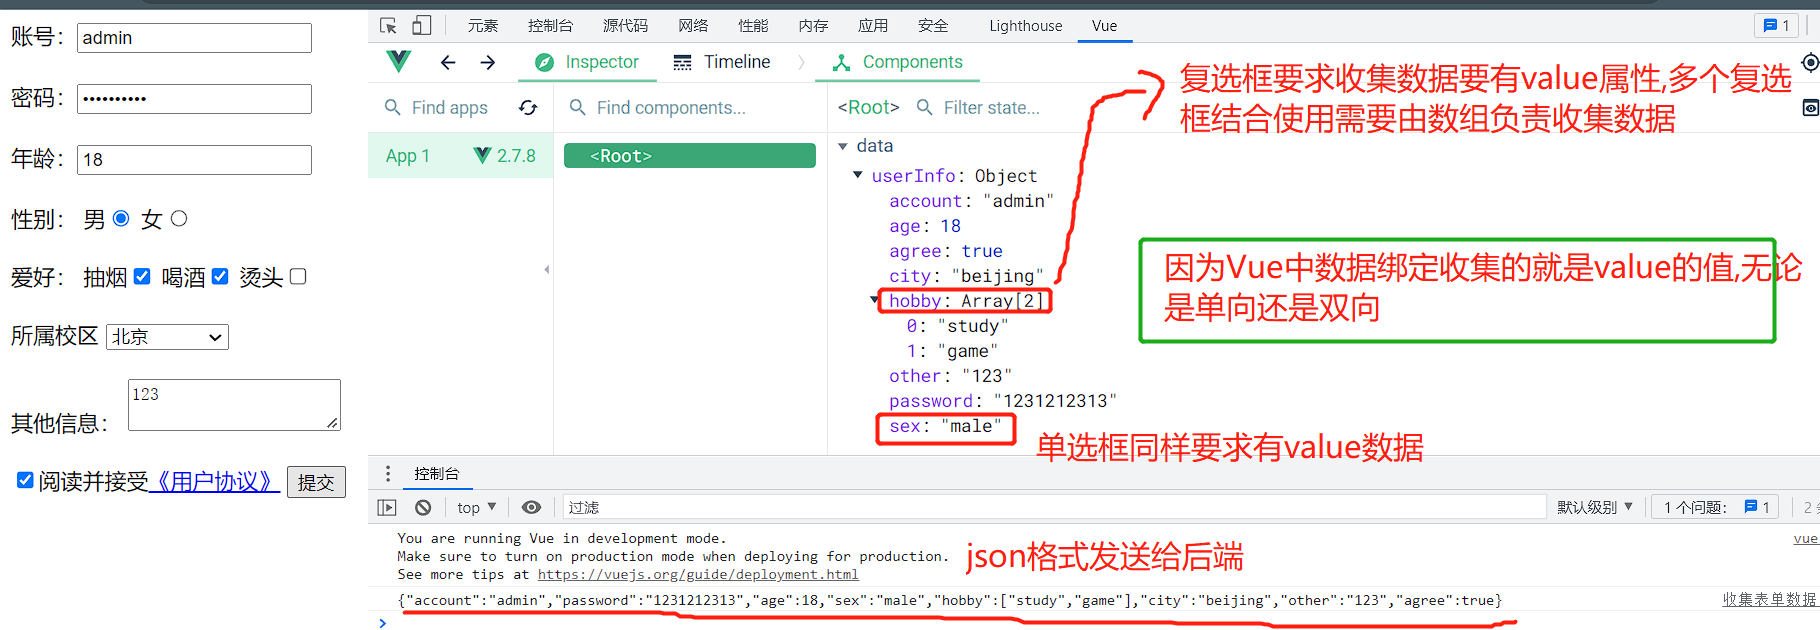 账号： admin
密码： ••••••••••
年龄： 18
性别： 男 女
爱好： 抽烟 喝酒 烫头
所属校区 北京
其他信息： 123
阅读并接受《用户协议》 提交
元素 控制台 源代码 网络 性能 内存 应用 安全 Lighthouse Vue 1
Inspector Timeline Components
Find apps Find components... <Root> Filter state...
App 1 2.7.8 <Root>
data
userInfo: Object
account: "admin"
age: 18
agree: true
city: "beijing"
hobby: Array[2]
0: "study"
1: "game"
other: "123"
password: "1231212313"
sex: "male"
复选框要求收集数据要有value属性,多个复选
框结合使用需要由数组负责收集数据
因为Vue中数据绑定收集的就是value的值,无论
是单向还是双向
单选框同样要求有value数据
控制台
top 过滤 默认级别 1 个问题： 1 2
You are running Vue in development mode.
Make sure to turn on production mode when deploying for production.
See more tips at https://vuejs.org/guide/deployment.html
vue
json格式发送给后端
{"account":"admin","password":"1231212313","age":18,"sex":"male","hobby":["study","game"],"city":"beijing","other":"123","agree":true}
收集表单数据